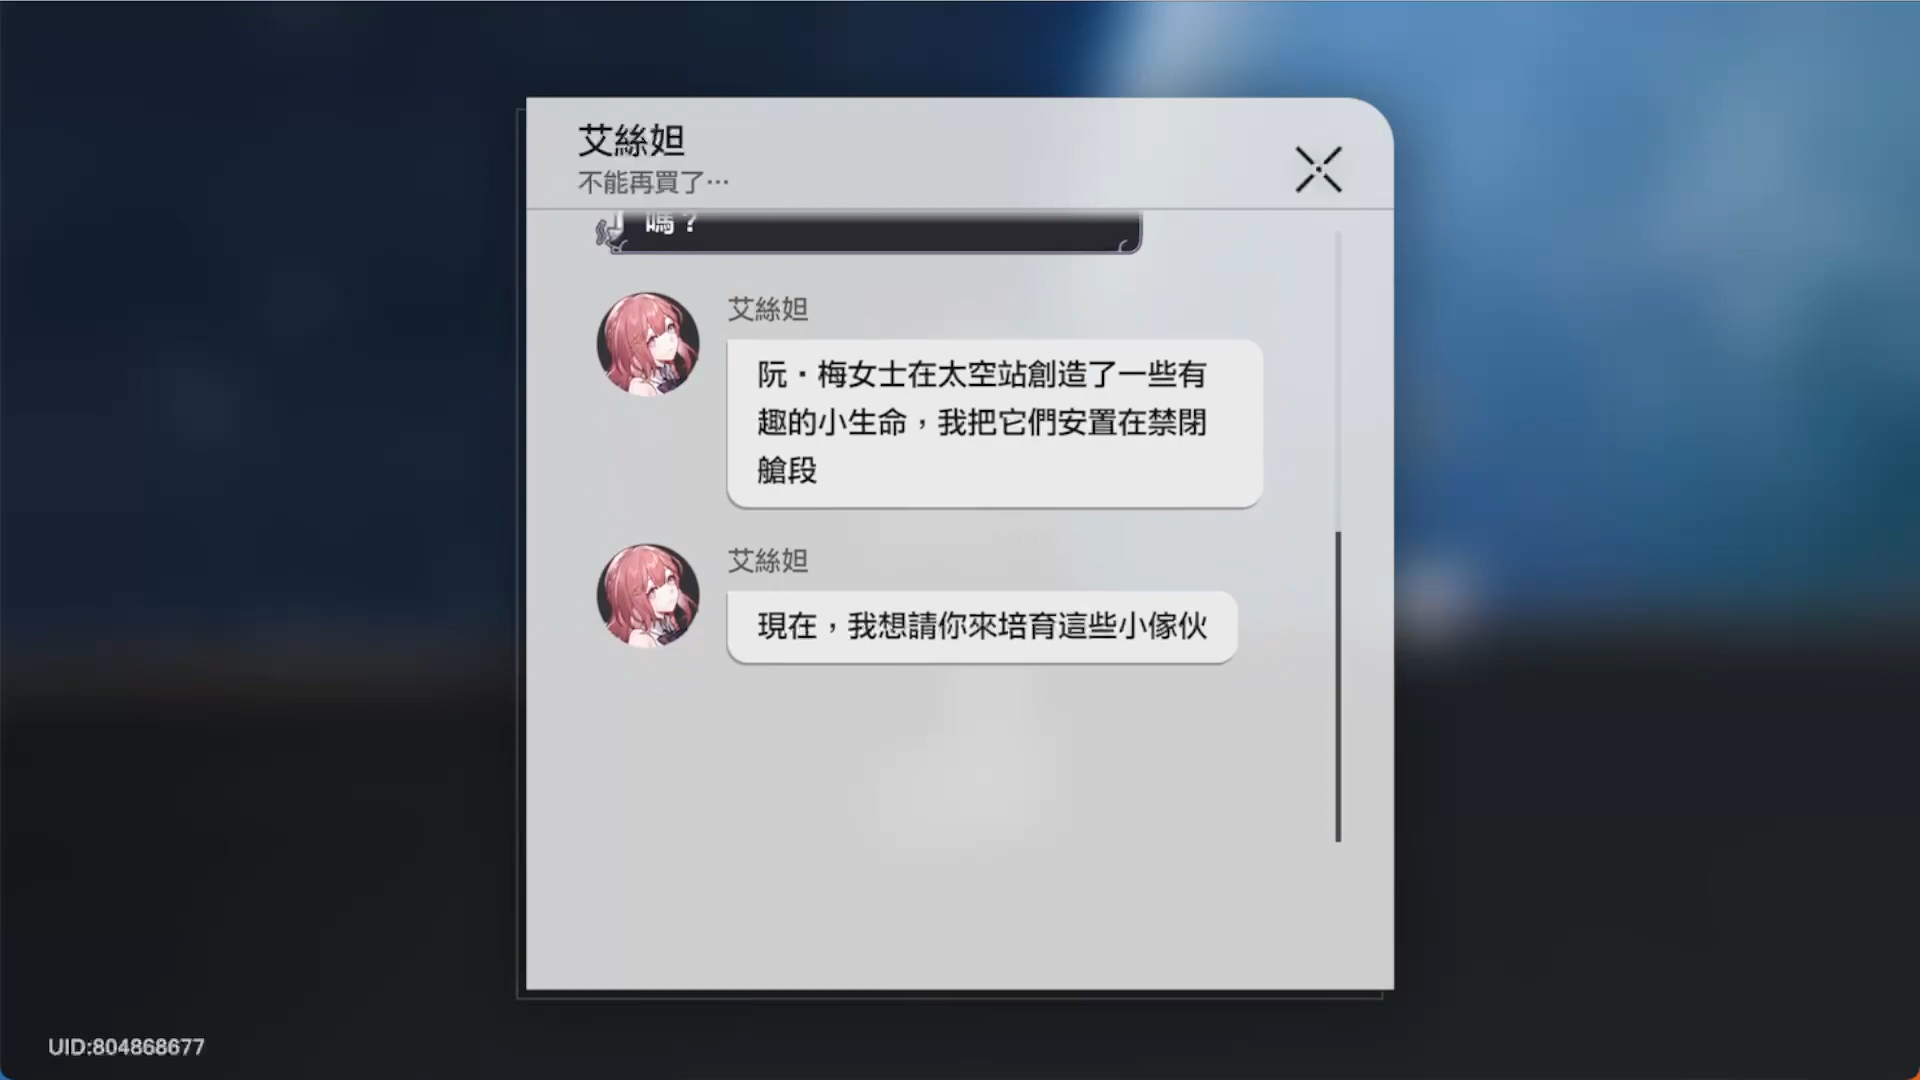 艾絲妲
不能再買了…
嗎？
艾絲妲
阮•梅女士在太空站創造了一些有
趣的小生命，我把它們安置在禁閉
艙段
艾絲妲
現在，我想請你來培育這些小傢伙
UID:804868677